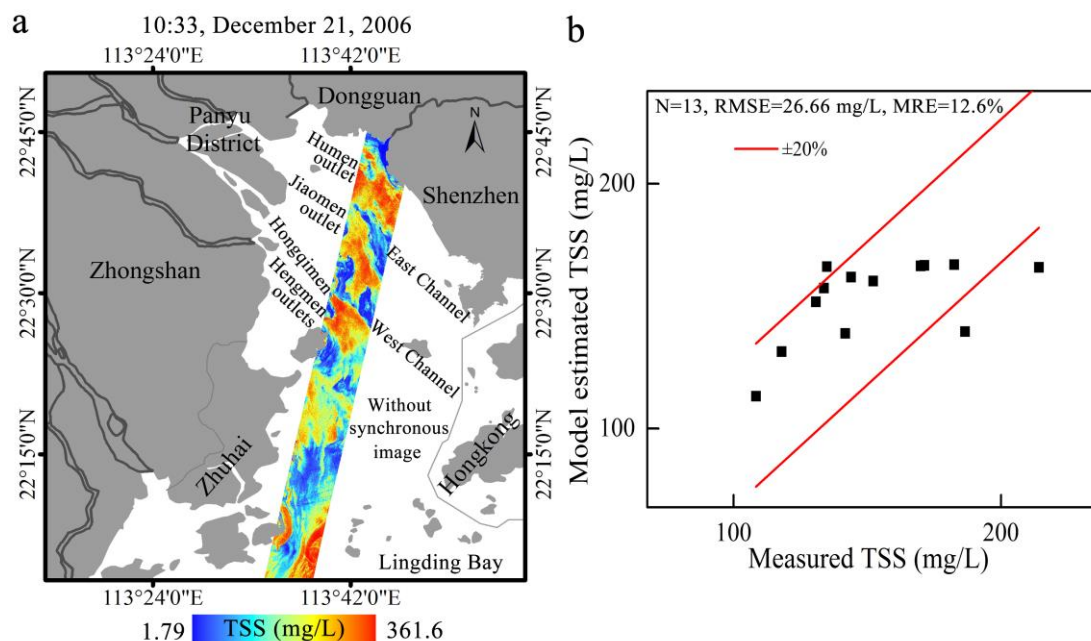 a
10:33, December 21, 2006
113°24'0"E
113°42'0"E
22°45'0"N
22°30'0"N
22°15'0"N
22°45'0"N
22°30'0"N
22°15'0"N
Dongguan
N
Panyu
District
Humen
outlet
Shenzhen
Jiaomen
outlet
Hongqimen
Hengmen
outlets
East Channel
Zhongshan
West Channel
Without
synchronous
image
Zhuhai
Hongkong
Lingding Bay
113°24'0"E
113°42'0"E
1.79
TSS (mg/L)
361.6
b
N=13, RMSE=26.66 mg/L, MRE=12.6%
±20%
Model estimated TSS (mg/L)
200
100
100
200
Measured TSS (mg/L)